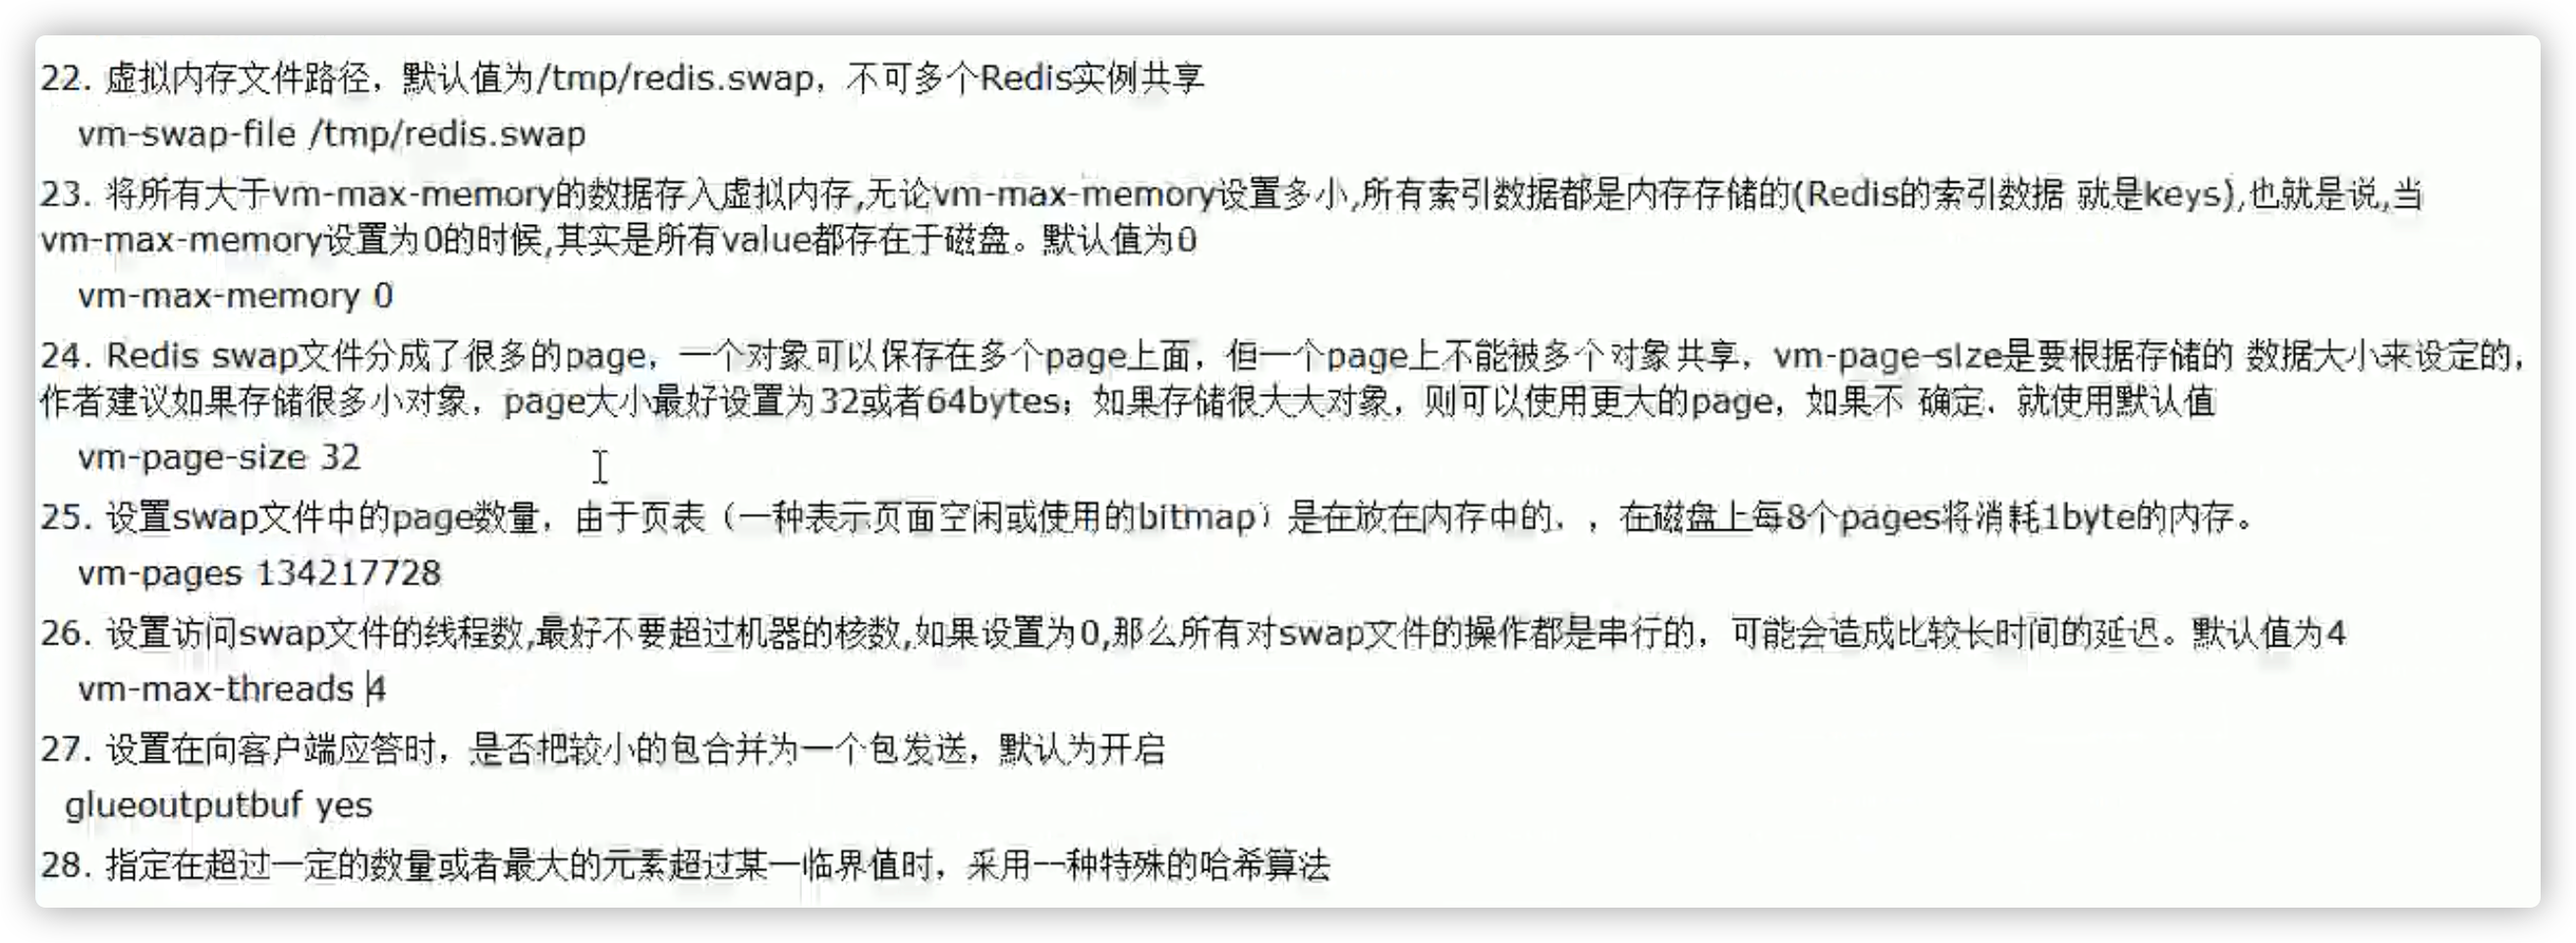 22. 虚拟内存文件路径，默认值为/tmp/redis.swap，不可多个Redis实例共享
vm-swap-file /tmp/redis.swap
23. 将所有大于vm-max-memory的数据存入虚拟内存,无论vm-max-memory设置多小,所有索引数据都是内存存储的(Redis的索引数据 就是keys),也就是说,当
vm-max-memory设置为0的时候,其实是所有value都存在于磁盘。默认值为0
vm-max-memory 0
24. Redis swap文件分成了很多的page，一个对象可以保存在多个page上面，但一个page上不能被多个对象共享，vm-page-size是要根据存储的 数据大小来设定的，
作者建议如果存储很多小对象，page大小最好设置为32或者64bytes；如果存储很大大对象，则可以使用更大的page，如果不 确定，就使用默认值
vm-page-size 32
25. 设置swap文件中的page数量，由于页表（一种表示页面空闲或使用的bitmap）是在放在内存中的，，在磁盘上每8个pages将消耗1byte的内存。
vm-pages 134217728
26. 设置访问swap文件的线程数,最好不要超过机器的核数,如果设置为0,那么所有对swap文件的操作都是串行的，可能会造成比较长时间的延迟。默认值为4
vm-max-threads 4
27. 设置在向客户端应答时，是否把较小的包合并为一个包发送，默认为开启
glueoutputbuf yes
28. 指定在超过一定的数量或者最大的元素超过某一临界值时，采用一种特殊的哈希算法